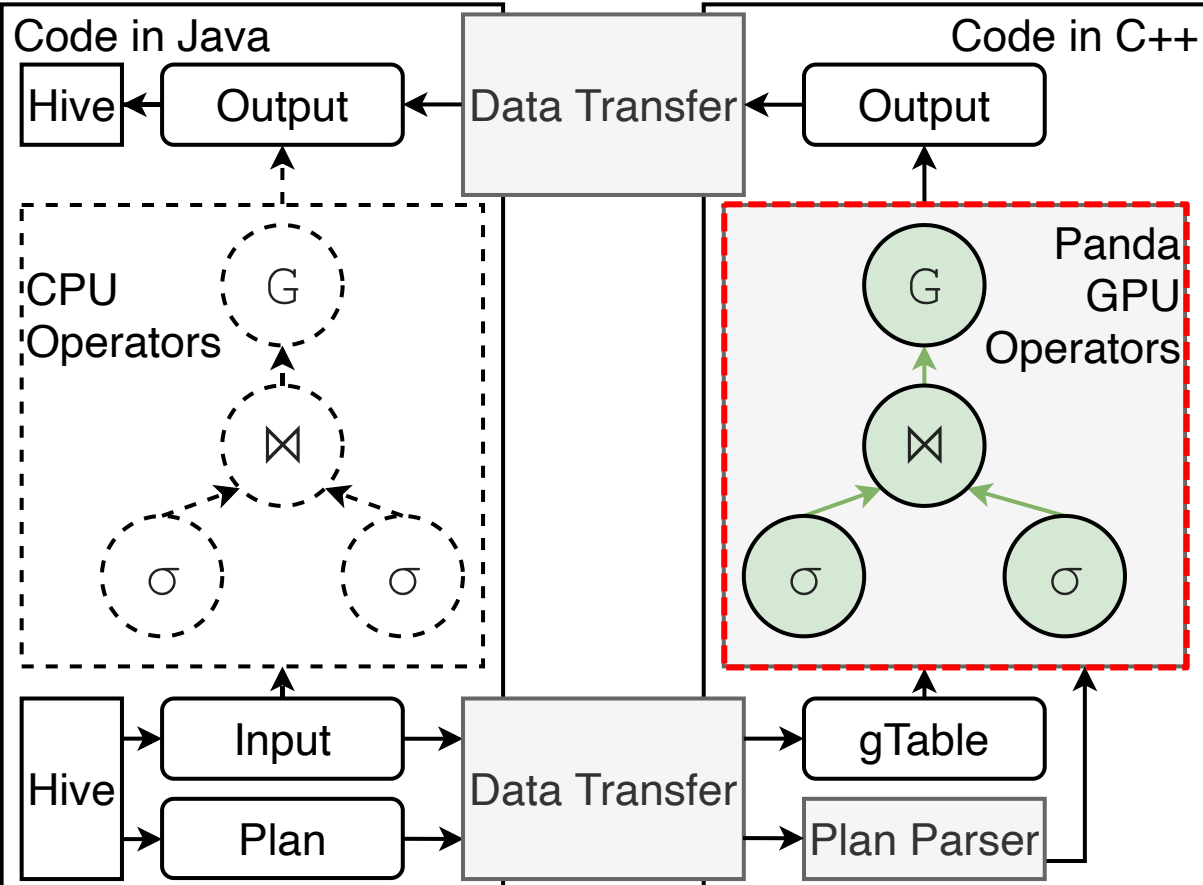 Code in Java
Code in C++
Hive
Output
Data Transfer
Output
CPU
Operators
G
⋈
σ
σ
Panda
GPU
Operators
G
⋈
σ
σ
Hive
Input
Plan
Data Transfer
gTable
Plan Parser